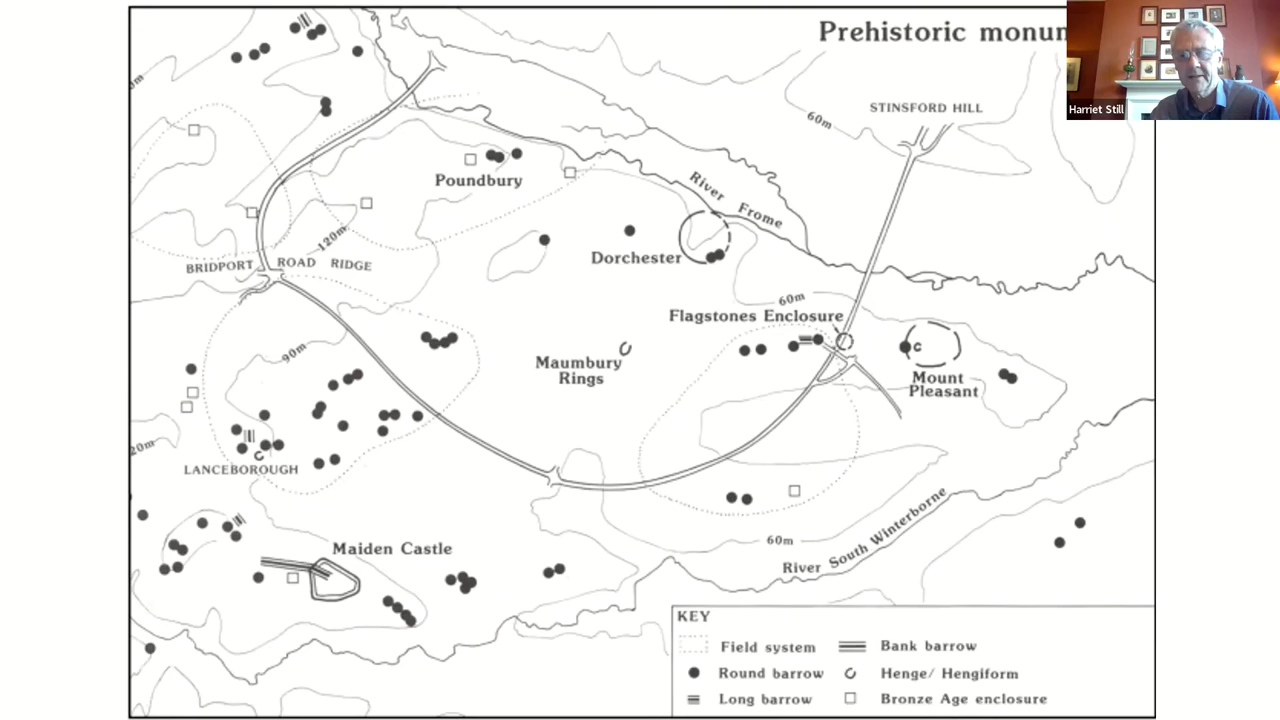 Prehistoric monum
Harriet Still
STINSFORD HILL
60m
Poundbury
River Frome
120m
BRIDPORT ROAD RIDGE
Dorchester
60m
Flagstones Enclosure
90m
Maumbury
Rings
Mount
Pleasant
20m
LANCEBOROUGH
Maiden Castle
60m
River South Winterborne
KEY
Field system
Bank barrow
Round barrow
Henge/ Hengiform
Long barrow
Bronze Age enclosure